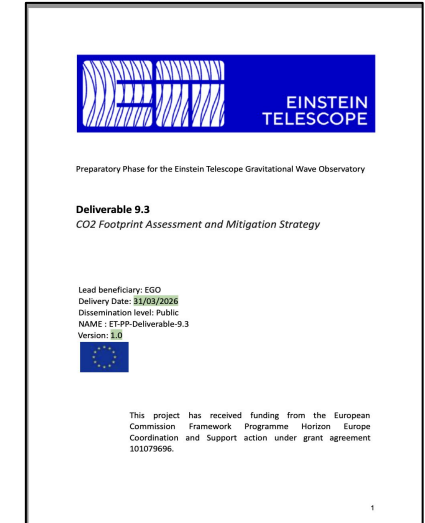 ET
EINSTEIN
TELESCOPE
Preparatory Phase for the Einstein Telescope Gravitational Wave Observatory
Deliverable 9.3
CO2 Footprint Assessment and Mitigation Strategy
Lead beneficiary: EGO
Delivery Date: 31/03/2026
Dissemination level: Public
NAME : ET-PP-Deliverable-9.3
Version: 1.0
This project has received funding from the European
Commission Framework Programme Horizon Europe
Coordination and Support action under grant agreement
101079696.
1